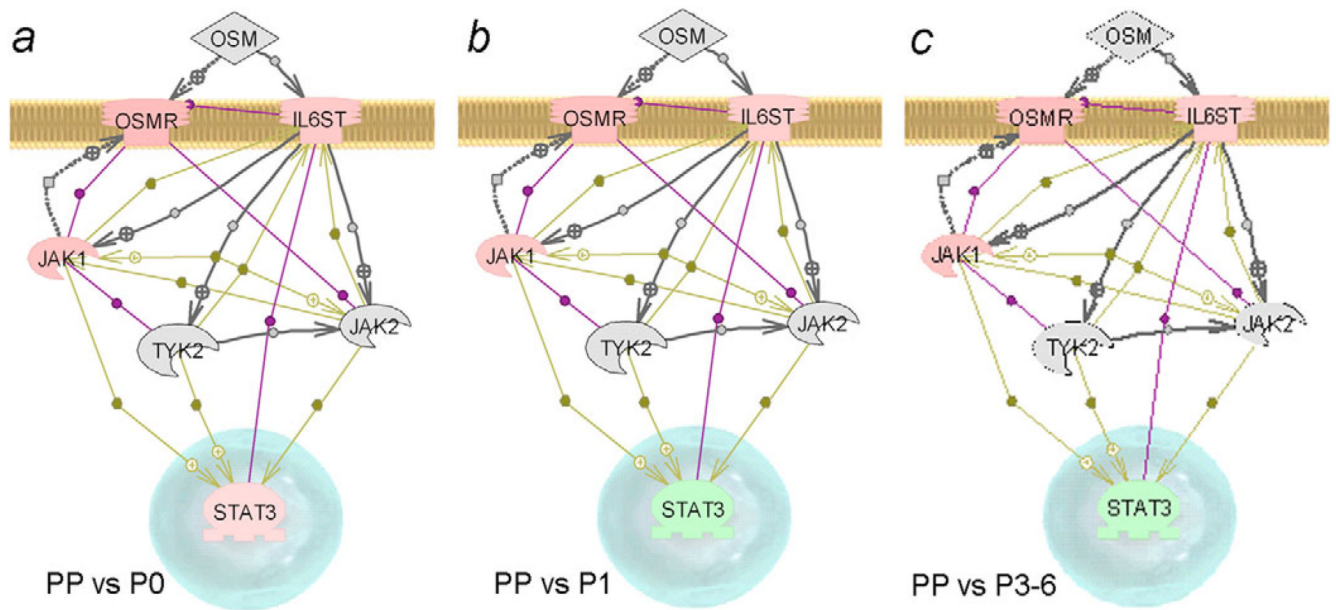 a
OSM
OSMR
IL6ST
JAK1
JAK2
TYK2
STAT3
PP vs P0
b
OSM
OSMR
IL6ST
JAK1
JAK2
TYK2
STAT3
PP vs P1
c
OSM
OSMR
IL6ST
JAK1
JAK2
TYK2
STAT3
PP vs P3-6